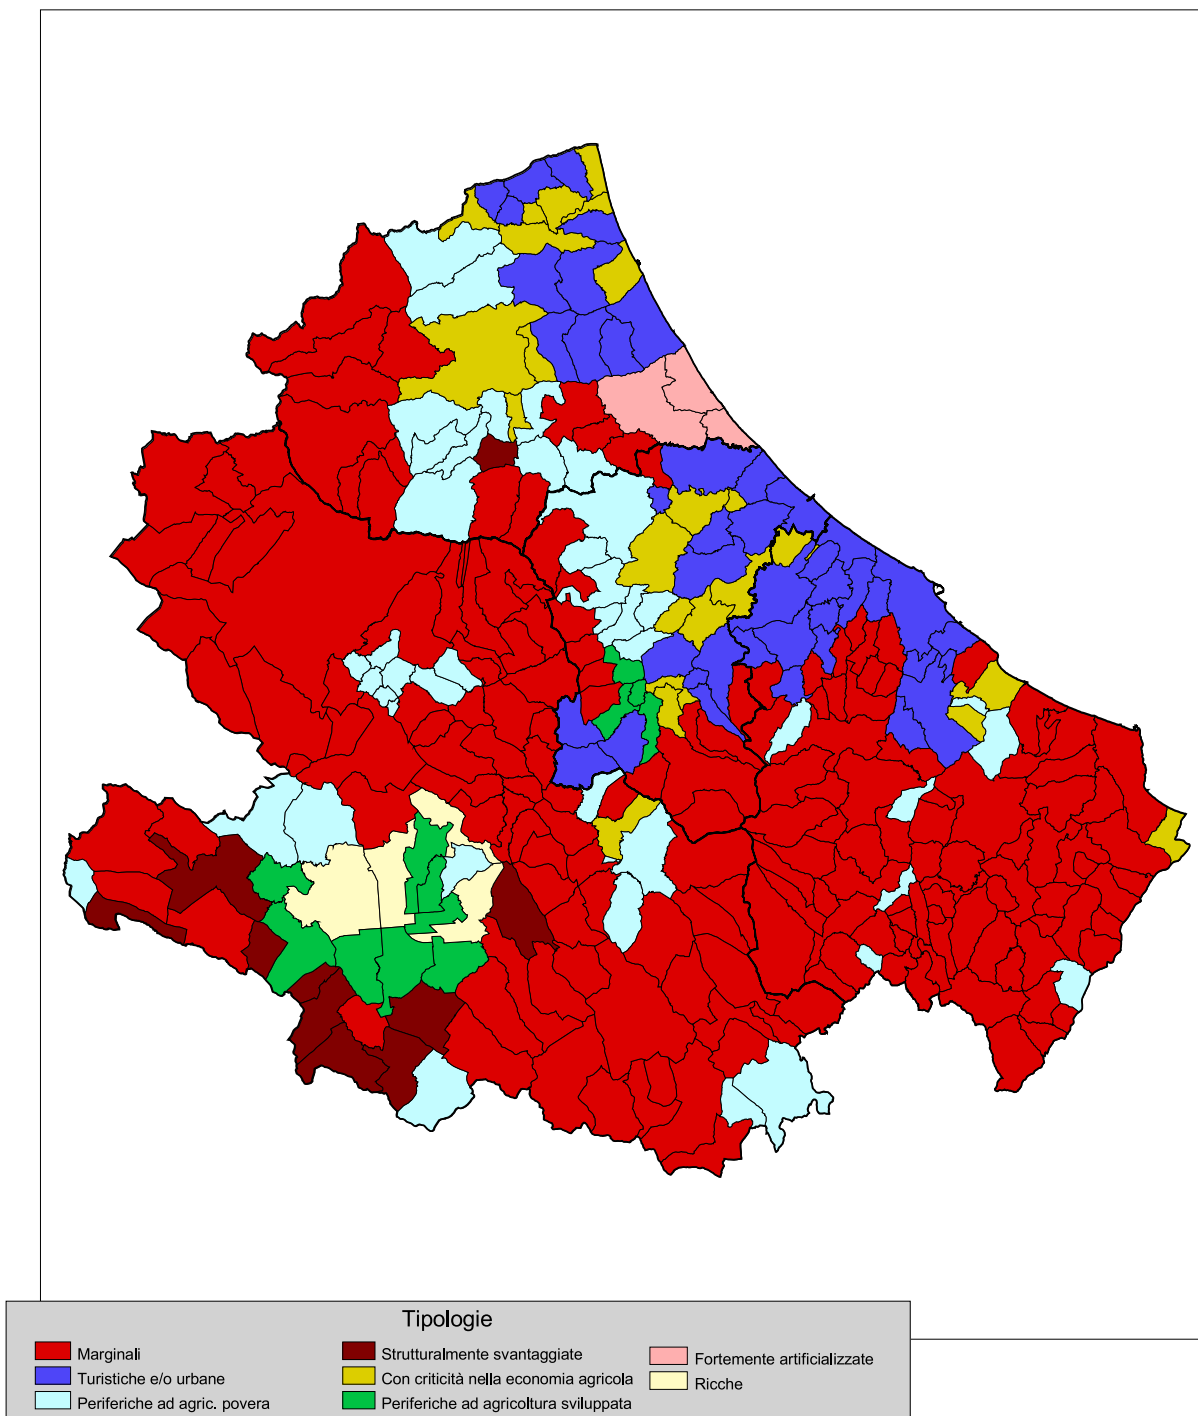 Tipologie
Marginali
Turistiche e/o urbane
Periferiche ad agric. povera
Strutturalmente svantaggiate
Con criticità nella economia agricola
Periferiche ad agricoltura sviluppata
Fortemente artificializzate
Ricche